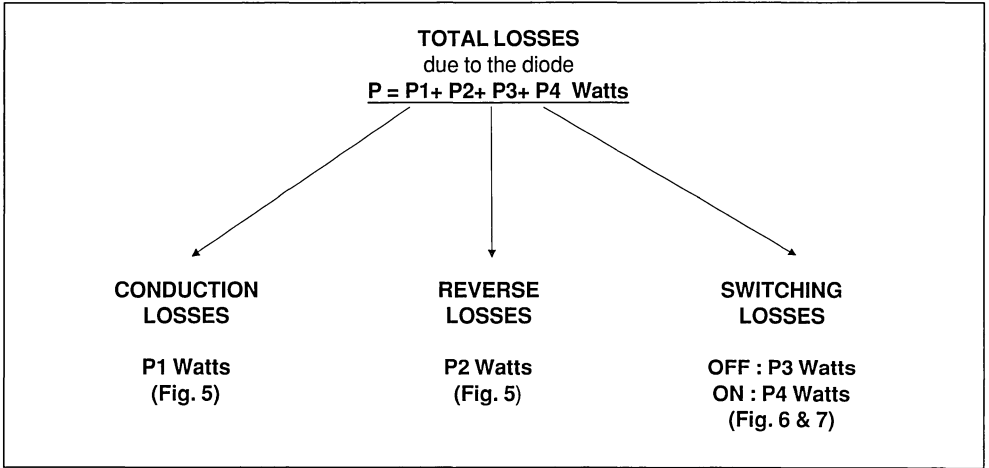 TOTAL LOSSES
due to the diode
P = P1+ P2+ P3+ P4 Watts
CONDUCTION
LOSSES
P1 Watts
(Fig. 5)
REVERSE
LOSSES
P2 Watts
(Fig. 5)
SWITCHING
LOSSES
OFF : P3 Watts
ON : P4 Watts
(Fig. 6 & 7)